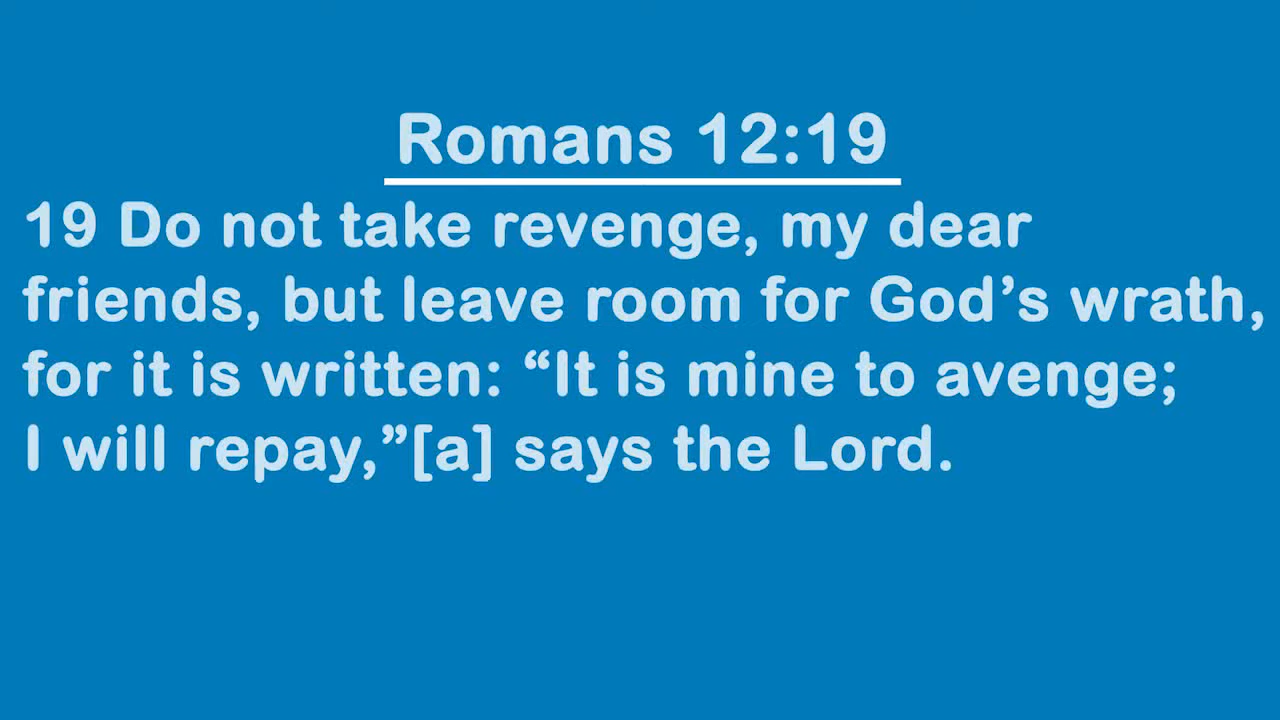 Romans 12:19
19 Do not take revenge, my dear
friends, but leave room for God’s wrath,
for it is written: “It is mine to avenge;
I will repay,”[a] says the Lord.